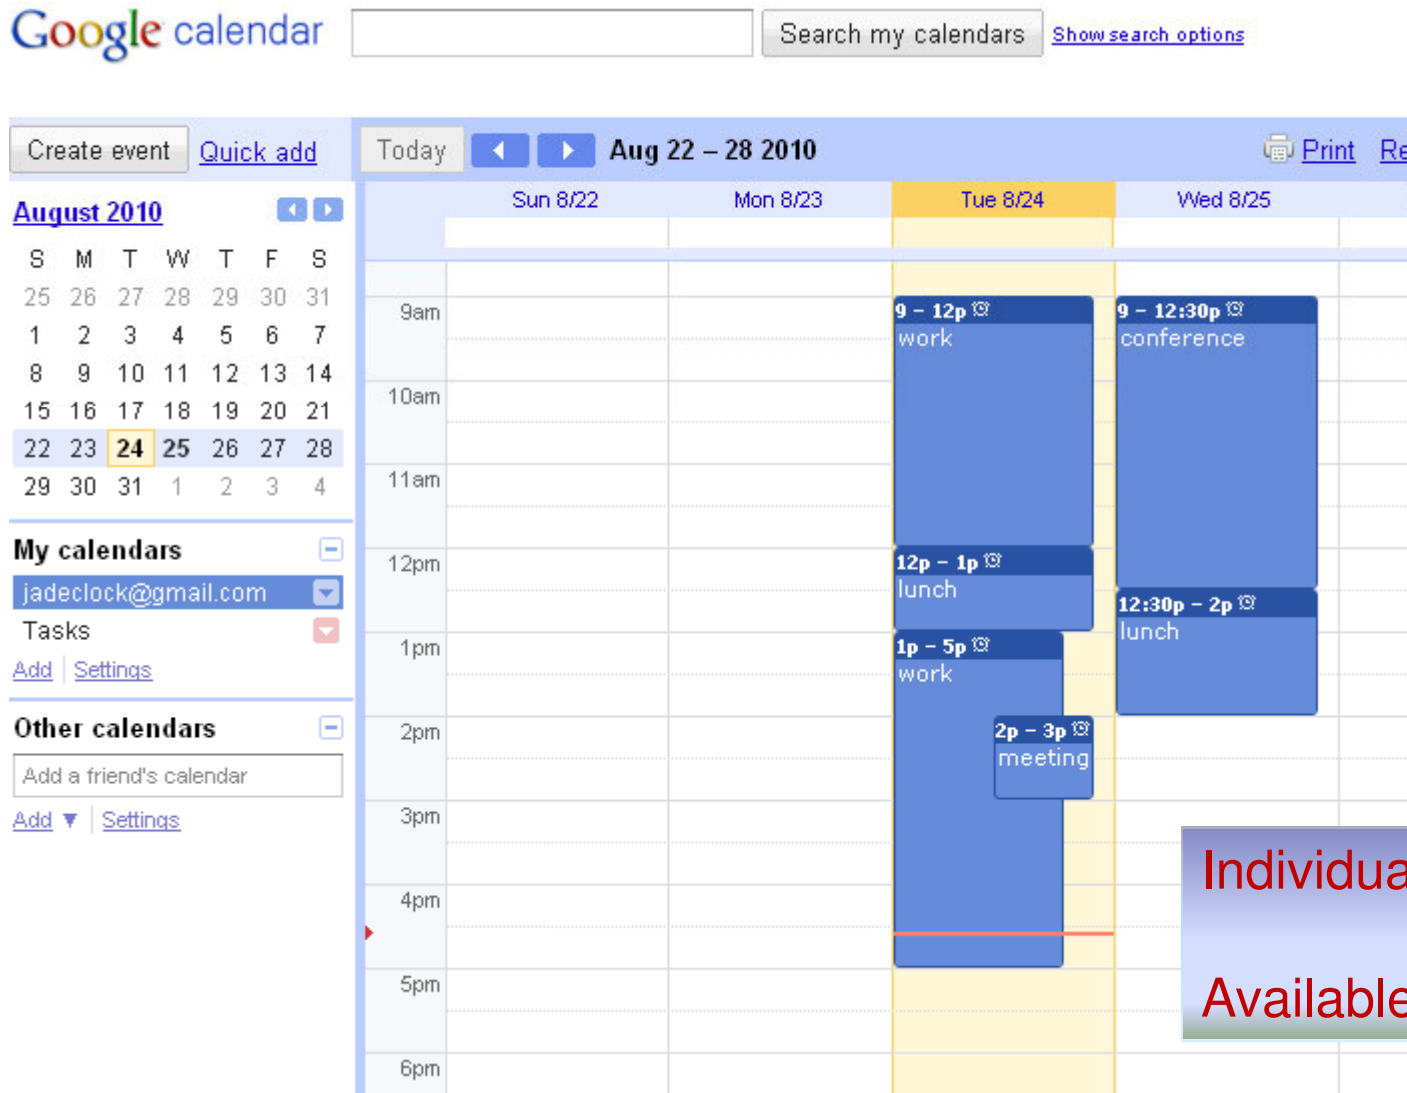 Google calendar
Search my calendars
Show search options
Create event Quick add
Today Aug 22 – 28 2010 Print Re
August 2010
S M T W T F S
25 26 27 28 29 30 31
1 2 3 4 5 6 7
8 9 10 11 12 13 14
15 16 17 18 19 20 21
22 23 24 25 26 27 28
29 30 31 1 2 3 4
My calendars
jadeclock@gmail.com
Tasks
Add Settings
Other calendars
Add a friend's calendar
Add ▼ Settings
Sun 8/22 Mon 8/23 Tue 8/24 Wed 8/25
9am
10am
11am
12pm
1pm
2pm
3pm
4pm
5pm
6pm
9 – 12p
work
12p – 1p
lunch
1p – 5p
work
2p – 3p
meeting
9 – 12:30p
conference
12:30p – 2p
lunch
Individua
Available